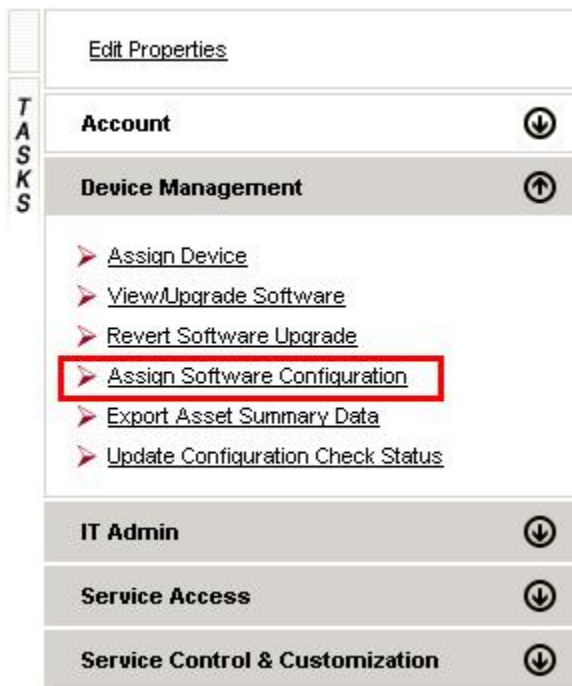 Edit Properties
TASKS
Account
Device Management
Assign Device
View/Upgrade Software
Revert Software Upgrade
Assign Software Configuration
Export Asset Summary Data
Update Configuration Check Status
IT Admin
Service Access
Service Control & Customization